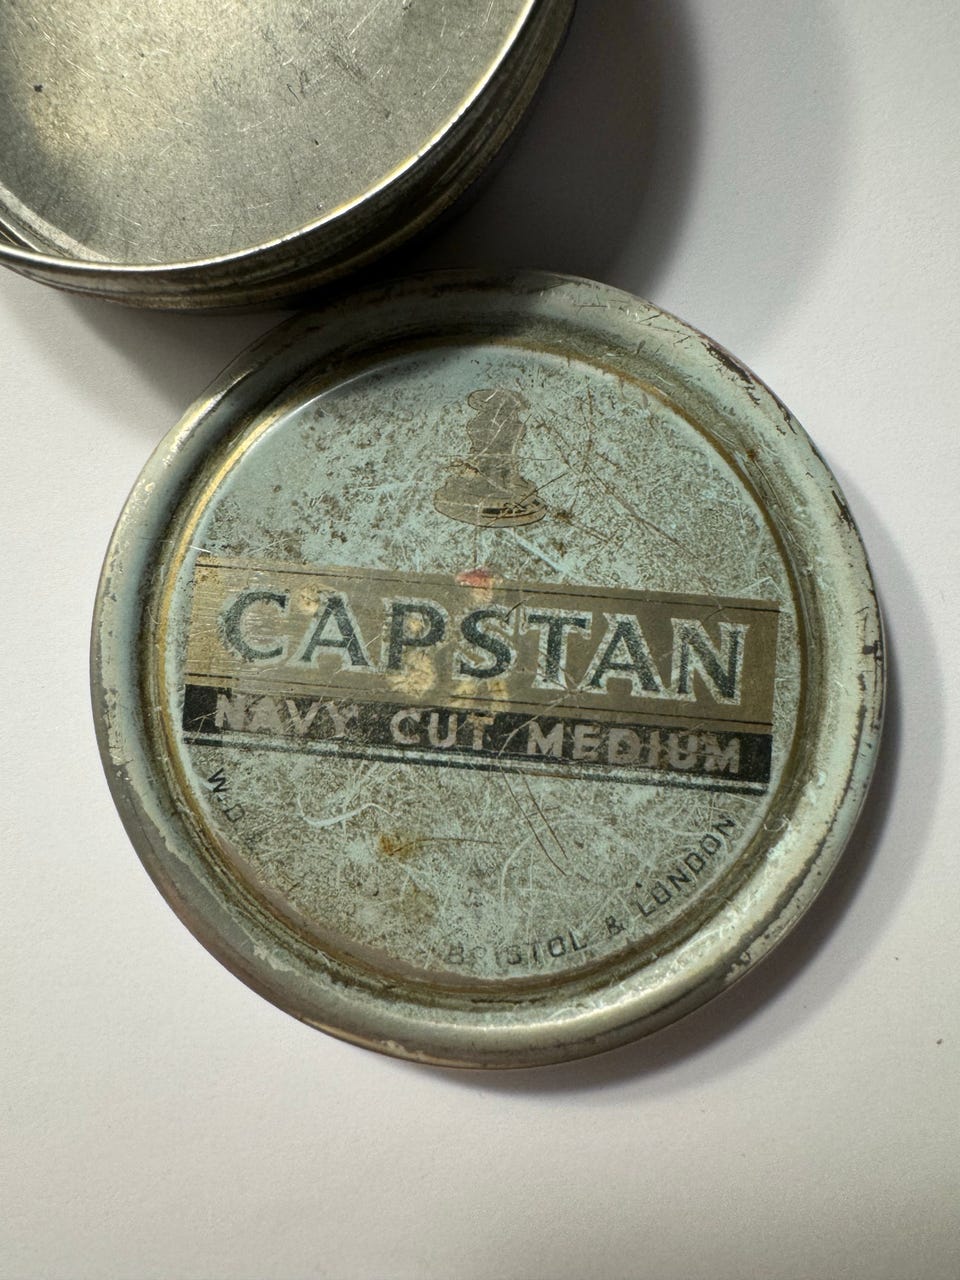 CAPSTAN
NAVY CUT MEDIUM
W.D. BRISTOL & LONDON